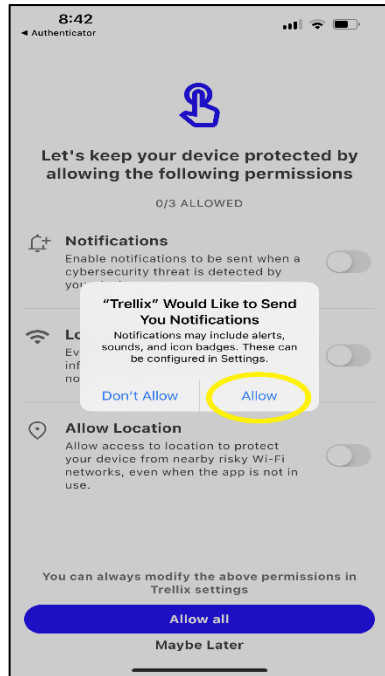 8:42
◄ Authenticator
Let's keep your device protected by
allowing the following permissions
0/3 ALLOWED
Notifications
Enable notifications to be sent when a
cybersecurity threat is detected by
"Trellix" Would Like to Send
You Notifications
Notifications may include alerts,
sounds, and icon badges. These can
be configured in Settings.
Don't Allow
Allow
Allow Location
Allow access to location to protect
your device from nearby risky Wi-Fi
networks, even when the app is not in
use.
You can always modify the above permissions in
Trellix settings
Allow all
Maybe Later